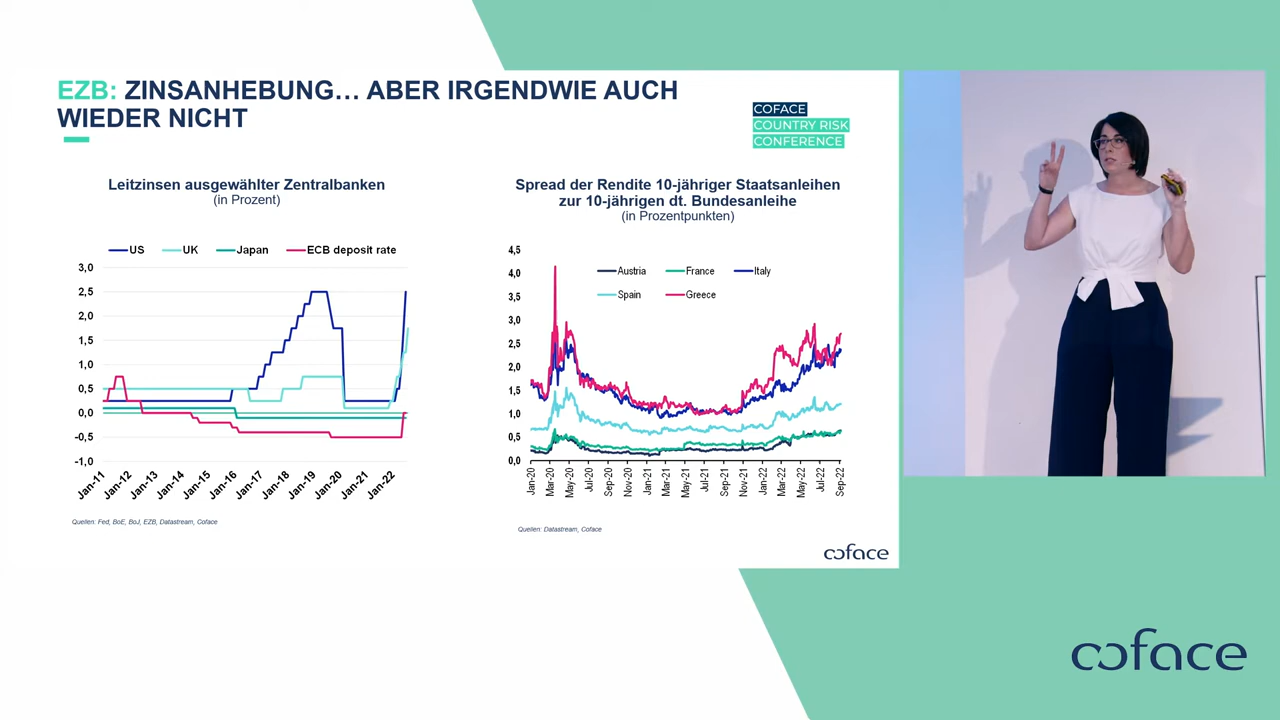 EZB: ZINSANHEBUNG... ABER IRGENDWIE AUCH
WIEDER NICHT
COFACE
COUNTRY RISK
CONFERENCE
Leitzinsen ausgewählter Zentralbanken
(in Prozent)
US UK Japan ECB deposit rate
3,0
2,5
2,0
1,5
1,0
0,5
0,0
-0,5
-1,0
Jan-11 Jan-12 Jan-13 Jan-14 Jan-15 Jan-16 Jan-17 Jan-18 Jan-19 Jan-20 Jan-21 Jan-22
Quellen: Fed, BoE, BoJ, EZB, Datastream, Coface
Spread der Rendite 10-jähriger Staatsanleihen
zur 10-jährigen dt. Bundesanleihe
(in Prozentpunkten)
Austria France Italy
Spain Greece
4,5
4,0
3,5
3,0
2,5
2,0
1,5
1,0
0,5
0,0
Jan-20 Mar-20 May-20 Jul-20 Sep-20 Nov-20 Jan-21 Mar-21 May-21 Jul-21 Sep-21 Nov-21 Jan-22 Mar-22 May-22 Jul-22 Sep-22
Quellen: Datastream, Coface
coface
coface